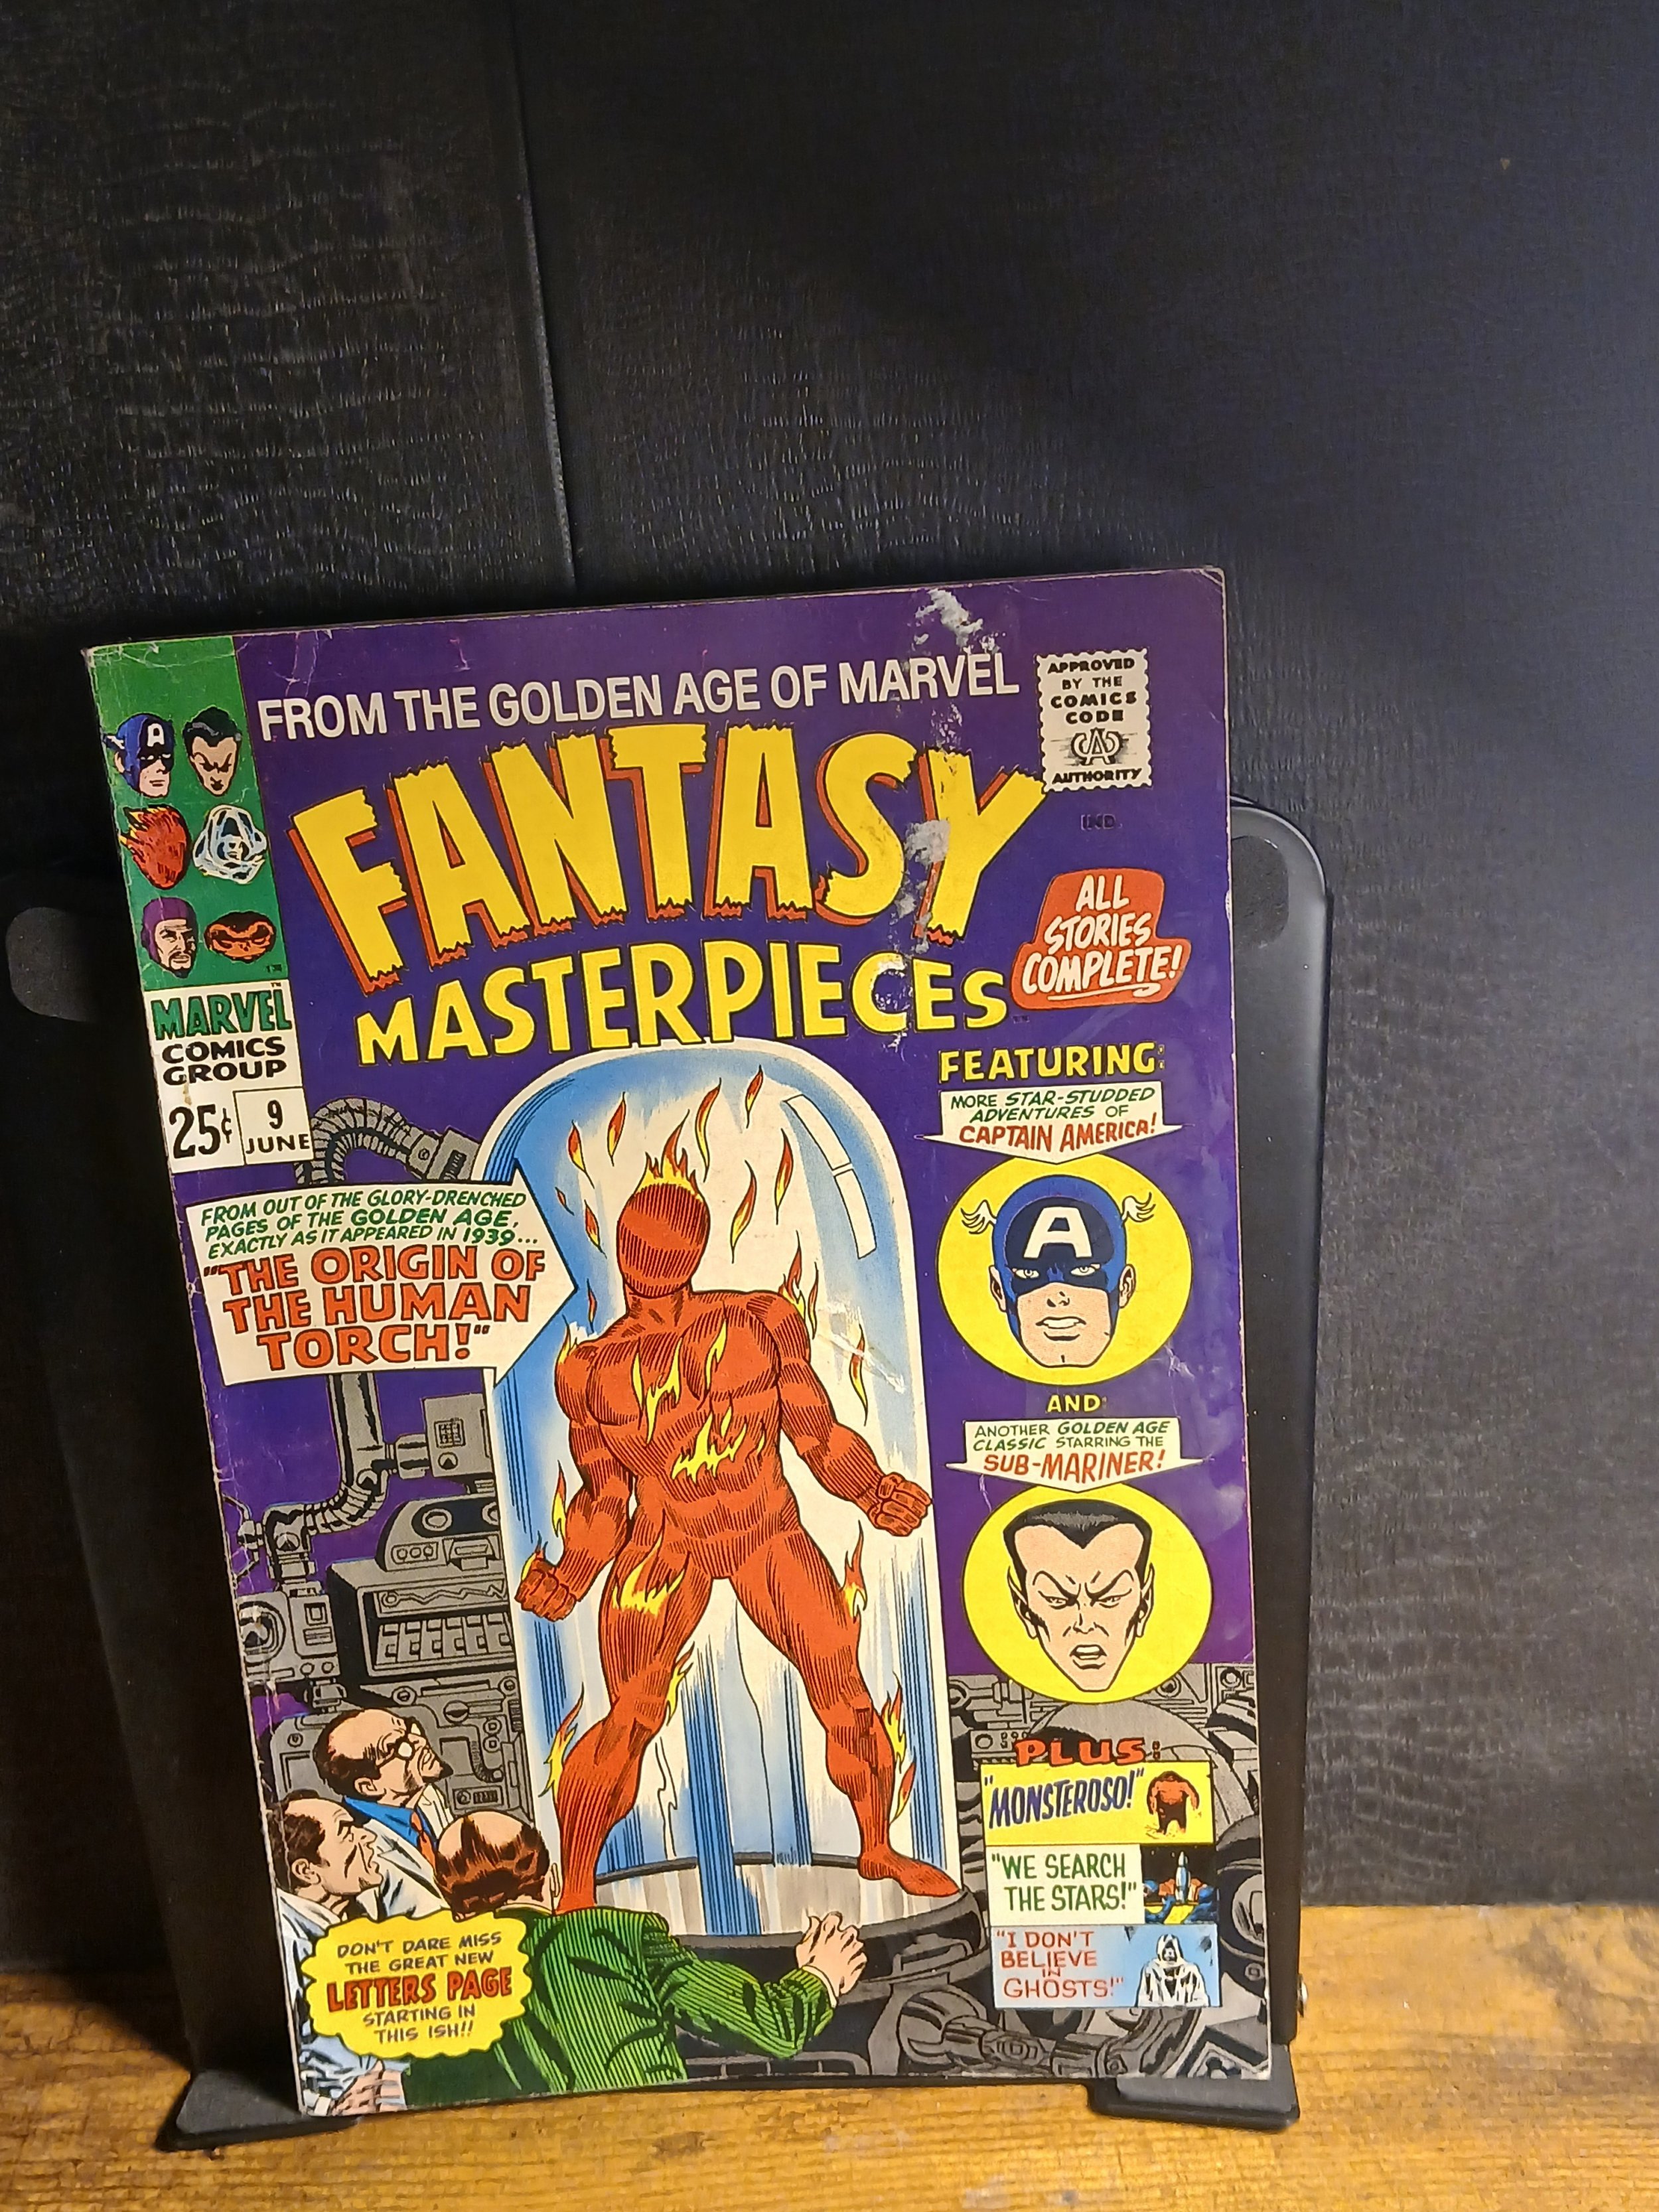 FROM THE GOLDEN AGE OF MARVEL
FANTASY
MASTERPIECES
APPROVED
BY THE
COMICS
CODE
CA
AUTHORITY
IND.
A
TM
MARVEL
COMICS
GROUP
25¢
9
JUNE
ALL
STORIES
COMPLETE!
FEATURING:
MORE STAR-STUDDED
ADVENTURES OF
CAPTAIN AMERICA!
A
AND
ANOTHER GOLDEN AGE
CLASSIC STARRING THE
SUB-MARINER!
FROM OUT OF THE GLORY-DRENCHED
PAGES OF THE GOLDEN AGE,
EXACTLY AS IT APPEARED IN 1939...
"THE ORIGIN OF
THE HUMAN
TORCH!"
PLUS:
"MONSTEROSO!"
"WE SEARCH
THE STARS!"
"I DON'T
BELIEVE
IN
GHOSTS!"
DON'T DARE MISS
THE GREAT NEW
LETTERS PAGE
STARTING IN
THIS ISH!!